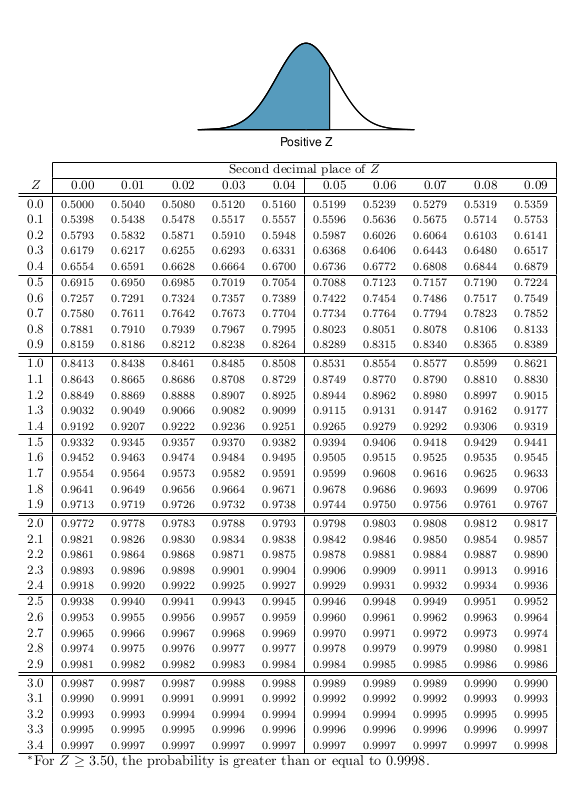 Positive Z
Second decimal place of Z
Z 0.00 0.01 0.02 0.03 0.04 0.05 0.06 0.07 0.08 0.09
0.0 0.5000 0.5040 0.5080 0.5120 0.5160 0.5199 0.5239 0.5279 0.5319 0.5359
0.1 0.5398 0.5438 0.5478 0.5517 0.5557 0.5596 0.5636 0.5675 0.5714 0.5753
0.2 0.5793 0.5832 0.5871 0.5910 0.5948 0.5987 0.6026 0.6064 0.6103 0.6141
0.3 0.6179 0.6217 0.6255 0.6293 0.6331 0.6368 0.6406 0.6443 0.6480 0.6517
0.4 0.6554 0.6591 0.6628 0.6664 0.6700 0.6736 0.6772 0.6808 0.6844 0.6879
0.5 0.6915 0.6950 0.6985 0.7019 0.7054 0.7088 0.7123 0.7157 0.7190 0.7224
0.6 0.7257 0.7291 0.7324 0.7357 0.7389 0.7422 0.7454 0.7486 0.7517 0.7549
0.7 0.7580 0.7611 0.7642 0.7673 0.7704 0.7734 0.7764 0.7794 0.7823 0.7852
0.8 0.7881 0.7910 0.7939 0.7967 0.7995 0.8023 0.8051 0.8078 0.8106 0.8133
0.9 0.8159 0.8186 0.8212 0.8238 0.8264 0.8289 0.8315 0.8340 0.8365 0.8389
1.0 0.8413 0.8438 0.8461 0.8485 0.8508 0.8531 0.8554 0.8577 0.8599 0.8621
1.1 0.8643 0.8665 0.8686 0.8708 0.8729 0.8749 0.8770 0.8790 0.8810 0.8830
1.2 0.8849 0.8869 0.8888 0.8907 0.8925 0.8944 0.8962 0.8980 0.8997 0.9015
1.3 0.9032 0.9049 0.9066 0.9082 0.9099 0.9115 0.9131 0.9147 0.9162 0.9177
1.4 0.9192 0.9207 0.9222 0.9236 0.9251 0.9265 0.9279 0.9292 0.9306 0.9319
1.5 0.9332 0.9345 0.9357 0.9370 0.9382 0.9394 0.9406 0.9418 0.9429 0.9441
1.6 0.9452 0.9463 0.9474 0.9484 0.9495 0.9505 0.9515 0.9525 0.9535 0.9545
1.7 0.9554 0.9564 0.9573 0.9582 0.9591 0.9599 0.9608 0.9616 0.9625 0.9633
1.8 0.9641 0.9649 0.9656 0.9664 0.9671 0.9678 0.9686 0.9693 0.9699 0.9706
1.9 0.9713 0.9719 0.9726 0.9732 0.9738 0.9744 0.9750 0.9756 0.9761 0.9767
2.0 0.9772 0.9778 0.9783 0.9788 0.9793 0.9798 0.9803 0.9808 0.9812 0.9817
2.1 0.9821 0.9826 0.9830 0.9834 0.9838 0.9842 0.9846 0.9850 0.9854 0.9857
2.2 0.9861 0.9864 0.9868 0.9871 0.9875 0.9878 0.9881 0.9884 0.9887 0.9890
2.3 0.9893 0.9896 0.9898 0.9901 0.9904 0.9906 0.9909 0.9911 0.9913 0.9916
2.4 0.9918 0.9920 0.9922 0.9925 0.9927 0.9929 0.9931 0.9932 0.9934 0.9936
2.5 0.9938 0.9940 0.9941 0.9943 0.9945 0.9946 0.9948 0.9949 0.9951 0.9952
2.6 0.9953 0.9955 0.9956 0.9957 0.9959 0.9960 0.9961 0.9962 0.9963 0.9964
2.7 0.9965 0.9966 0.9967 0.9968 0.9969 0.9970 0.9971 0.9972 0.9973 0.9974
2.8 0.9974 0.9975 0.9976 0.9977 0.9977 0.9978 0.9979 0.9979 0.9980 0.9981
2.9 0.9981 0.9982 0.9982 0.9983 0.9984 0.9984 0.9985 0.9985 0.9986 0.9986
3.0 0.9987 0.9987 0.9987 0.9988 0.9988 0.9989 0.9989 0.9989 0.9990 0.9990
3.1 0.9990 0.9991 0.9991 0.9991 0.9992 0.9992 0.9992 0.9992 0.9993 0.9993
3.2 0.9993 0.9993 0.9994 0.9994 0.9994 0.9994 0.9994 0.9995 0.9995 0.9995
3.3 0.9995 0.9995 0.9995 0.9996 0.9996 0.9996 0.9996 0.9996 0.9996 0.9997
3.4 0.9997 0.9997 0.9997 0.9997 0.9997 0.9997 0.9997 0.9997 0.9997 0.9998
*For Z ≥ 3.50, the probability is greater than or equal to 0.9998.